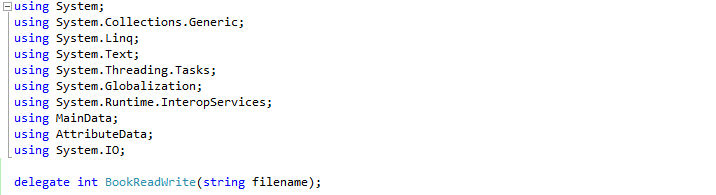 using System;
using System.Collections.Generic;
using System.Linq;
using System.Text;
using System.Threading.Tasks;
using System.Globalization;
using System.Runtime.InteropServices;
using MainData;
using AttributeData;
using System.IO;
delegate int BookReadWrite(string filename);